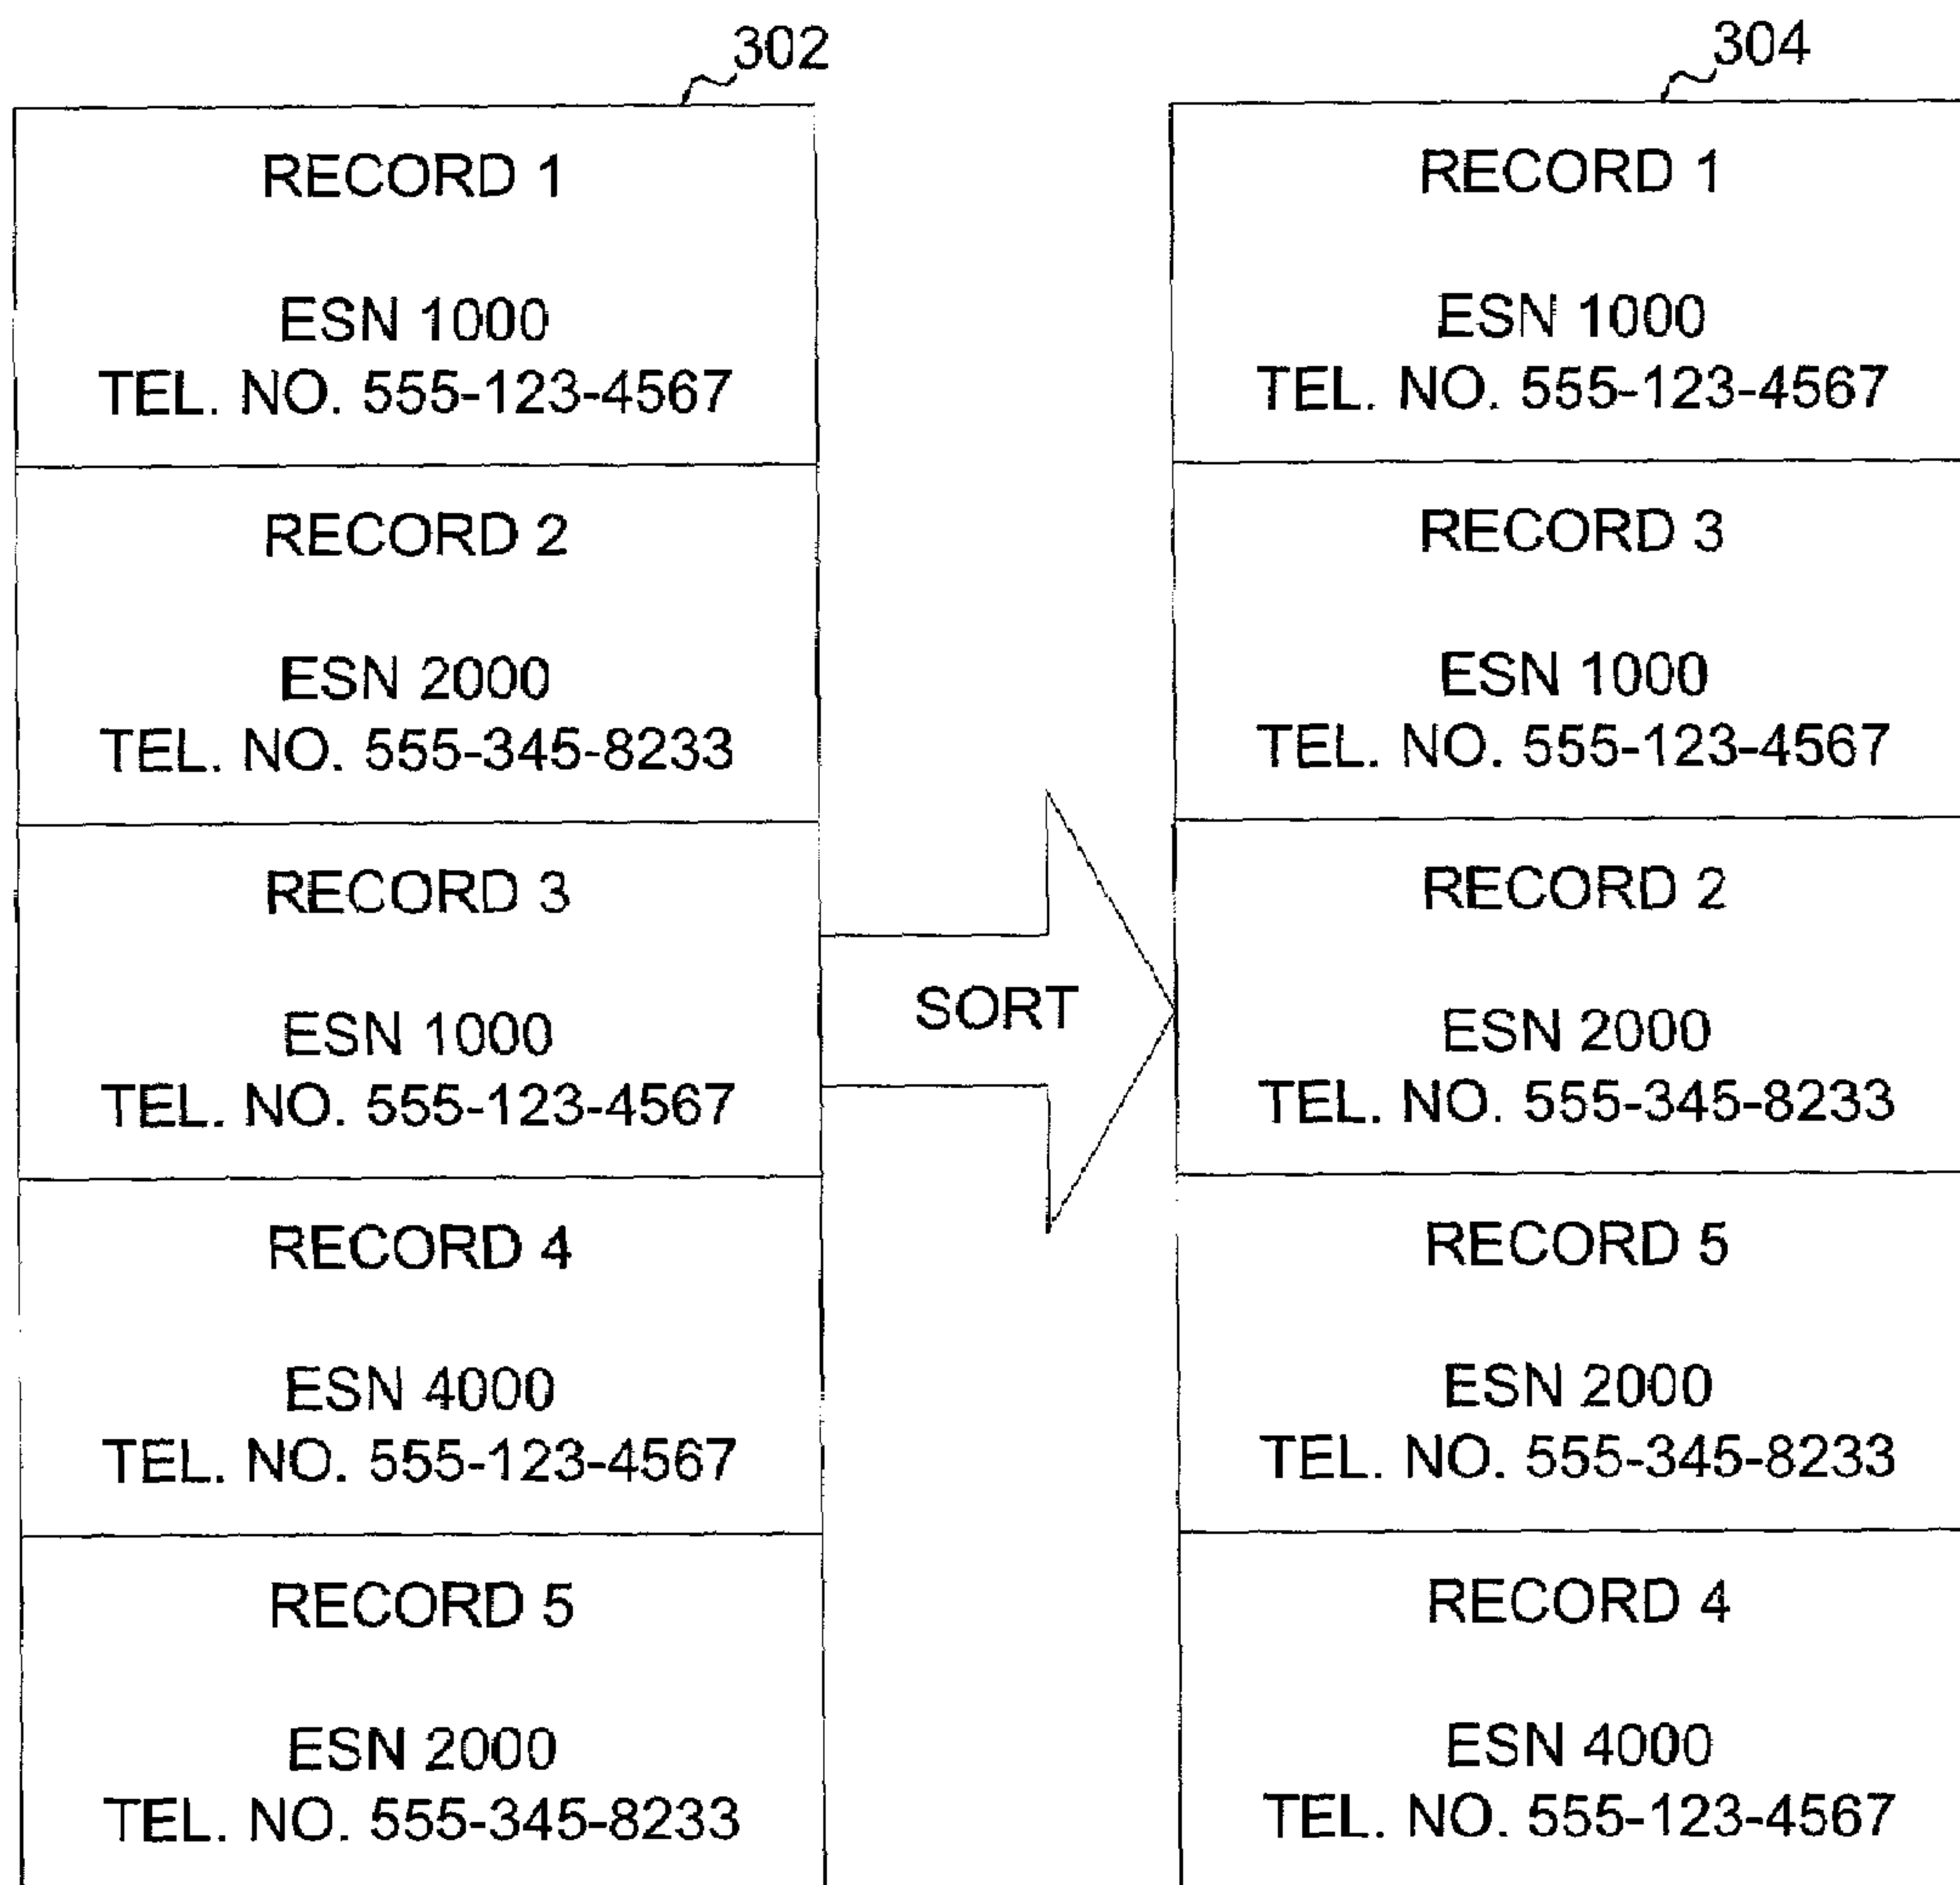 302
RECORD 1
ESN 1000
TEL. NO. 555-123-4567
RECORD 2
ESN 2000
TEL. NO. 555-345-8233
RECORD 3
ESN 1000
TEL. NO. 555-123-4567
RECORD 4
ESN 4000
TEL. NO. 555-123-4567
RECORD 5
ESN 2000
TEL. NO. 555-345-8233
SORT
304
RECORD 1
ESN 1000
TEL. NO. 555-123-4567
RECORD 3
ESN 1000
TEL. NO. 555-123-4567
RECORD 2
ESN 2000
TEL. NO. 555-345-8233
RECORD 5
ESN 2000
TEL. NO. 555-345-8233
RECORD 4
ESN 4000
TEL. NO. 555-123-4567